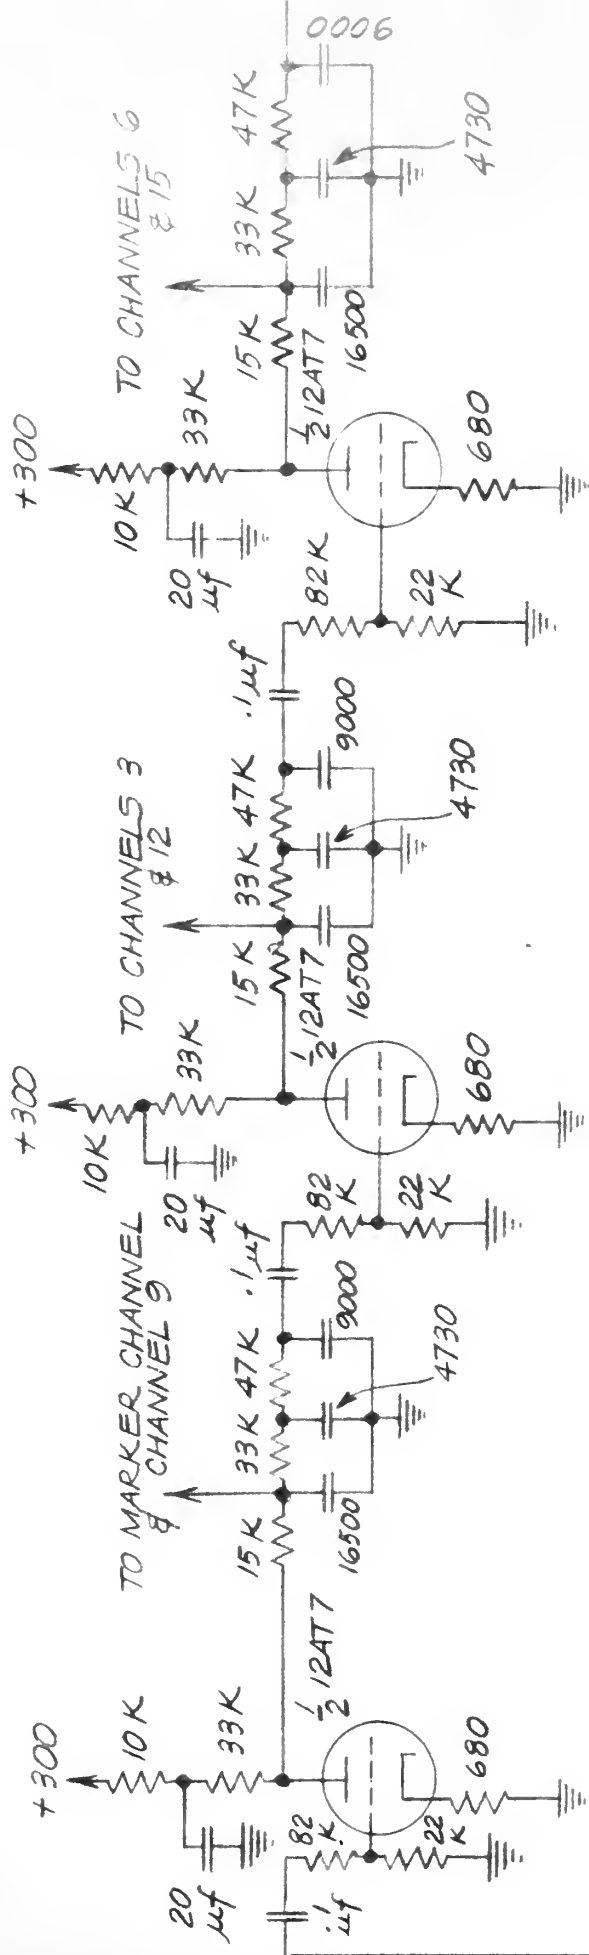 +300
10K
20
µf
33K
.1
µf
82
K
22
K
1/2 12AT7
680
TO MARKER CHANNEL
& CHANNEL 9
15K
33K
47K
.1µf
16500
9000
4730
+300
10K
20
µf
33K
82
K
22
K
1/2 12AT7
680
TO CHANNELS 3
& 12
15K
33K
47K
.1µf
16500
9000
4730
+300
10K
20
µf
33K
82K
22
K
1/2 12AT7
680
TO CHANNELS 6
& 15
15K
33K
47K
16500
9000
4730